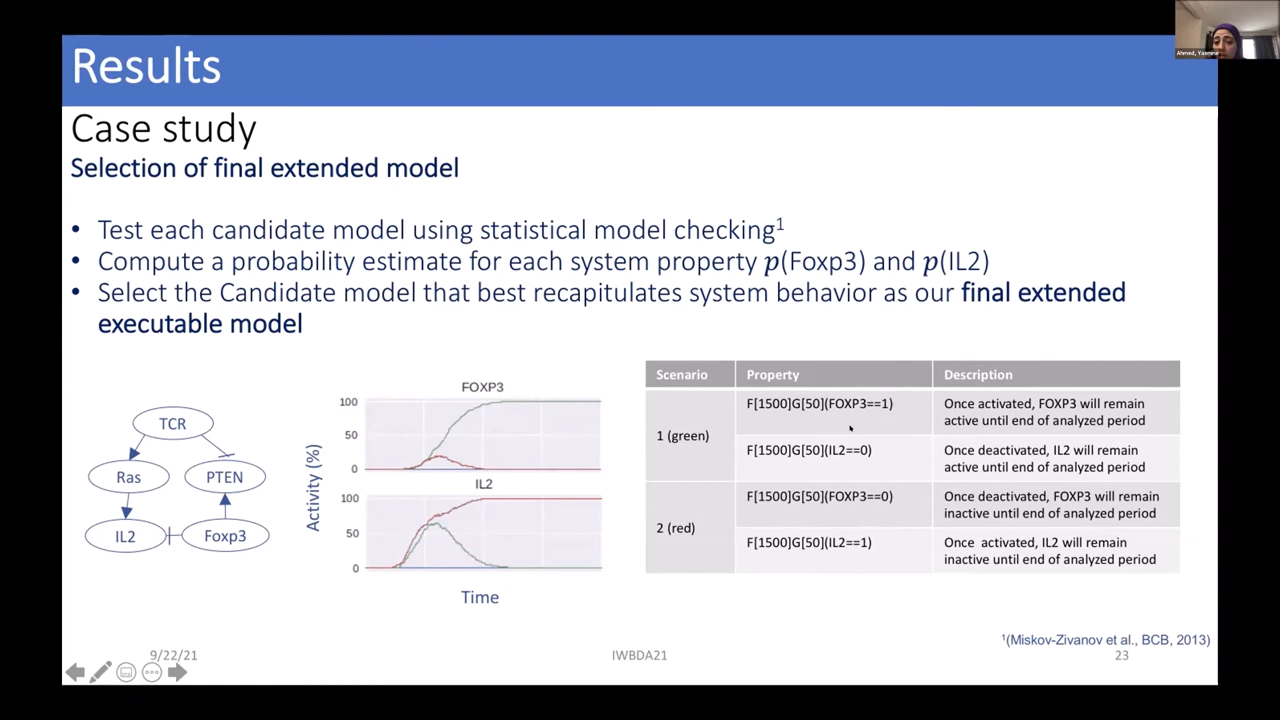 Ahmed, Yasmine
Results
Case study
Selection of final extended model
• Test each candidate model using statistical model checking1
• Compute a probability estimate for each system property p(Foxp3) and p(IL2)
• Select the Candidate model that best recapitulates system behavior as our final extended
executable model
TCR
Ras
PTEN
IL2
Foxp3
Activity (%)
FOXP3
100
50
0
IL2
100
50
0
Time
Scenario
Property
Description
1 (green)
F[1500]G[50](FOXP3==1)
Once activated, FOXP3 will remain
active until end of analyzed period
F[1500]G[50](IL2==0)
Once deactivated, IL2 will remain
active until end of analyzed period
2 (red)
F[1500]G[50](FOXP3==0)
Once deactivated, FOXP3 will remain
inactive until end of analyzed period
F[1500]G[50](IL2==1)
Once activated, IL2 will remain
inactive until end of analyzed period
1(Miskov-Zivanov et al., BCB, 2013)
9/22/21
IWBDA21
23